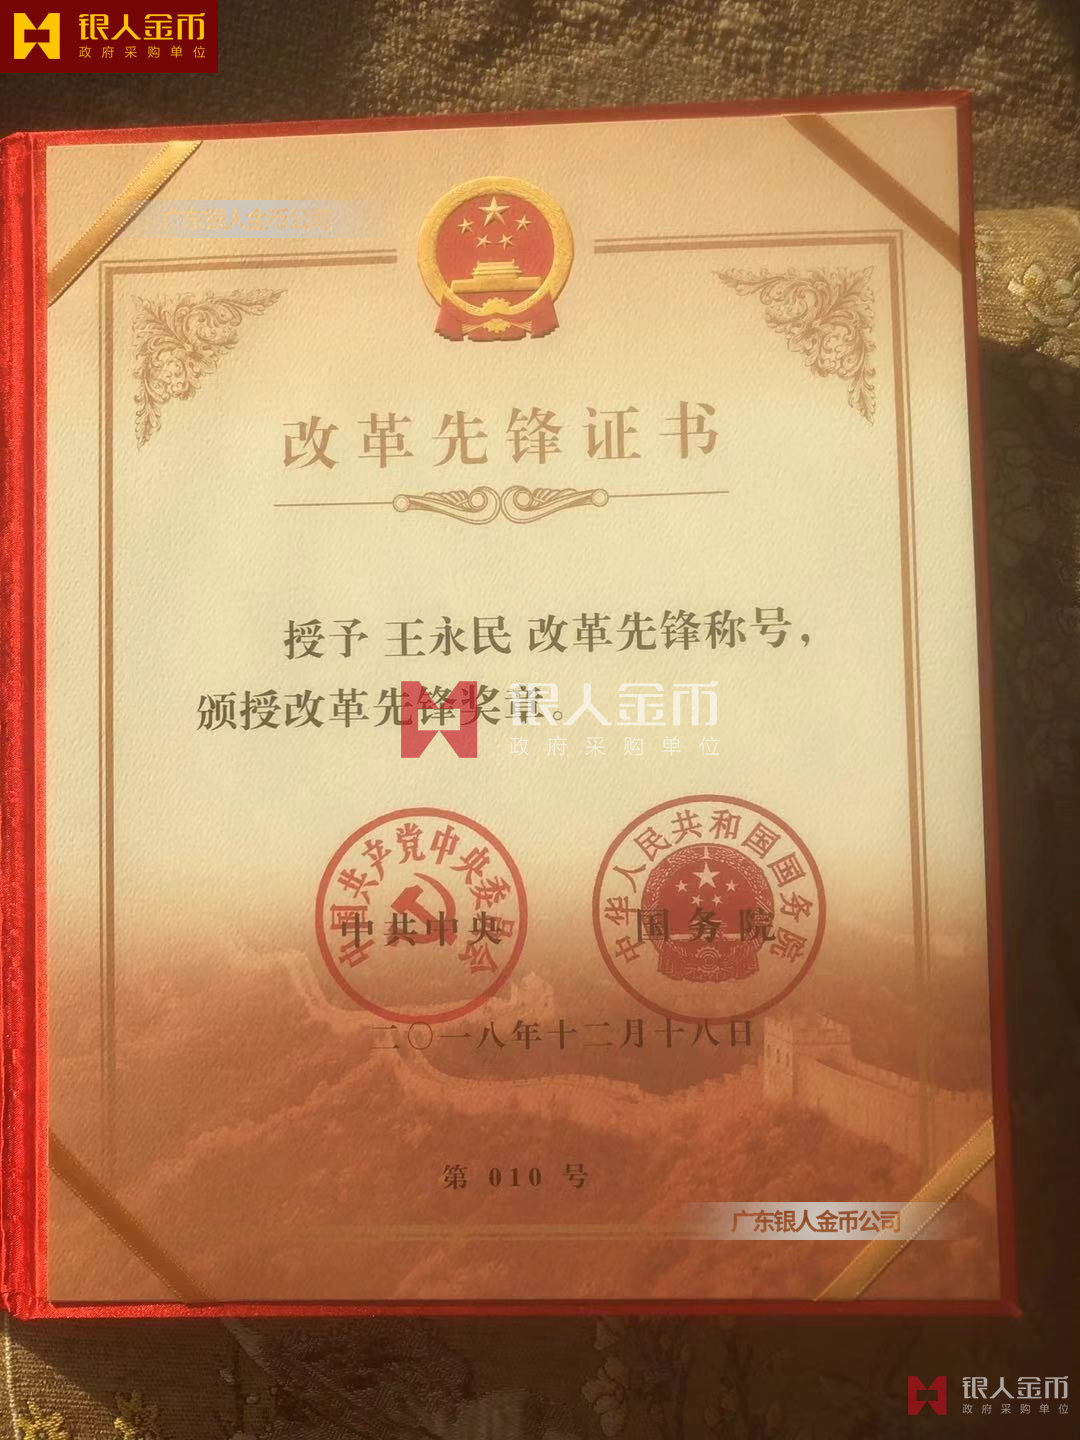 银人金币
政府采购单位
广东银人金币公司
改革先锋证书
授予 王永民 改革先锋称号，
颁授改革先锋奖章。
银人金币
政府采购单位
中国共产党中央委员会
中华人民共和国国务院
中共中央
国务院
二〇一八年十二月十八日
第 010 号
广东银人金币公司
银人金币
政府采购单位